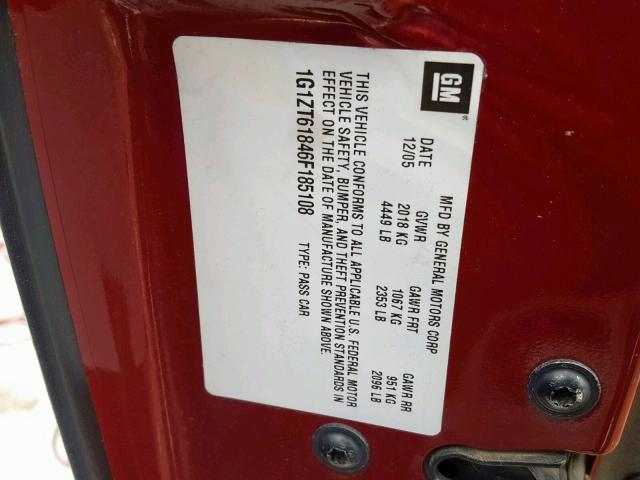 GM
MFD BY GENERAL MOTORS CORP
DATE GVWR GAWR FRT GAWR RR
12/05 2018 KG 1067 KG 951 KG
4449 LB 2353 LB 2096 LB
THIS VEHICLE CONFORMS TO ALL APPLICABLE U.S. FEDERAL MOTOR
VEHICLE SAFETY, BUMPER, AND THEFT PREVENTION STANDARDS IN
EFFECT ON THE DATE OF MANUFACTURE SHOWN ABOVE.
1G1ZT61846F185108 TYPE: PASS CAR